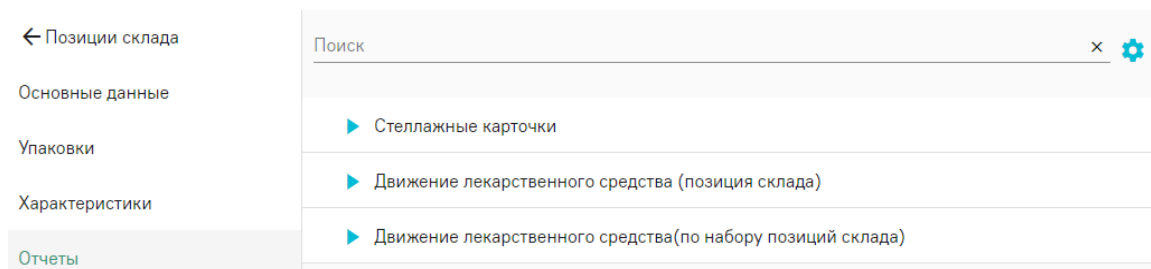 Позиции склада
Основные данные
Упаковки
Характеристики
Отчеты
Поиск
Стеллажные карточки
Движение лекарственного средства (позиция склада)
Движение лекарственного средства(по набору позиций склада)